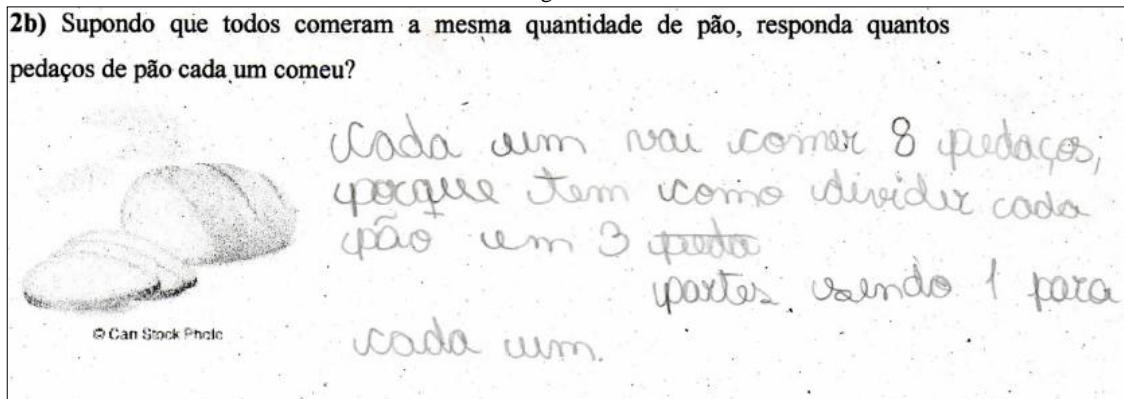 2b) Supondo que todos comeram a mesma quantidade de pão, responda quantos
pedaços de pão cada um comeu?
Cada um vai comer 8 pedaços,
porque tem como dividir cada
pão em 3 peda
partes sendo 1 para
cada um.
© Can Stock Photo